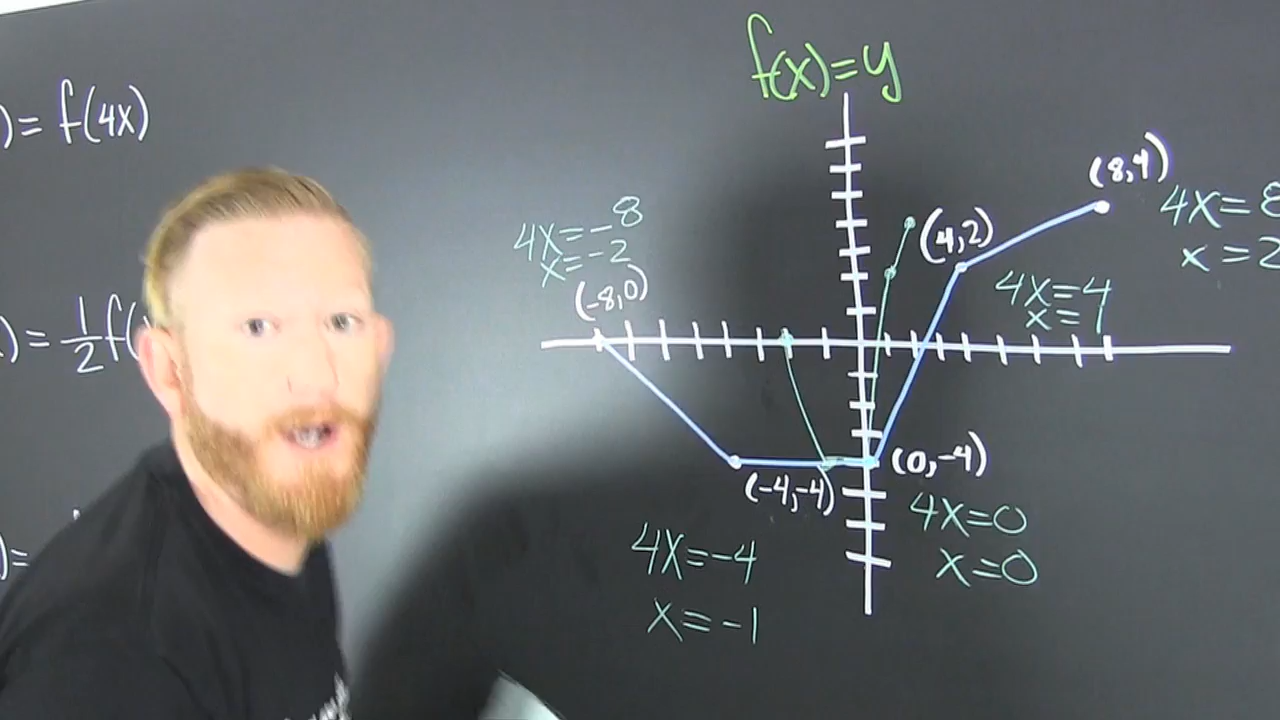 f(x)=y
)= f(4x)
(8,4)
4x=8
x=2
4x=-8
x=-2
(-8,0)
(4,2)
4x=4
x=1
)= 1/2 f(
(-4,-4)
(0,-4)
4x=0
x=0
4x=-4
x=-1
)=